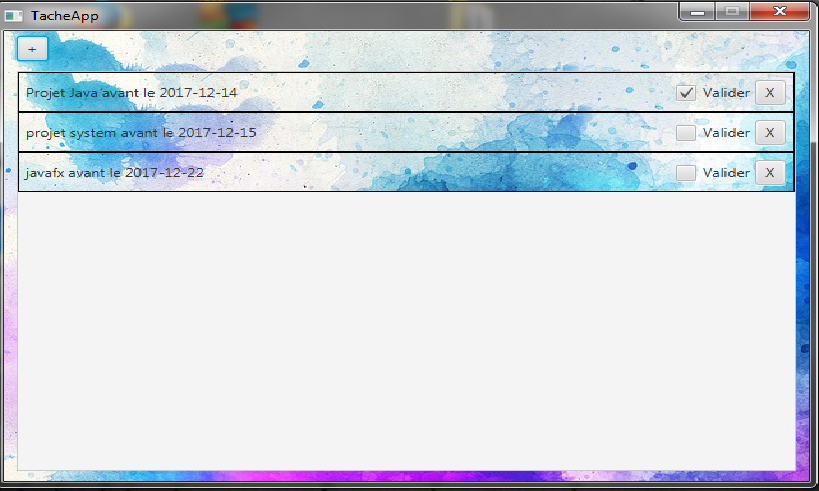 TacheApp
+
Projet Java avant le 2017-12-14 Valider X
projet system avant le 2017-12-15 Valider X
javafx avant le 2017-12-22 Valider X